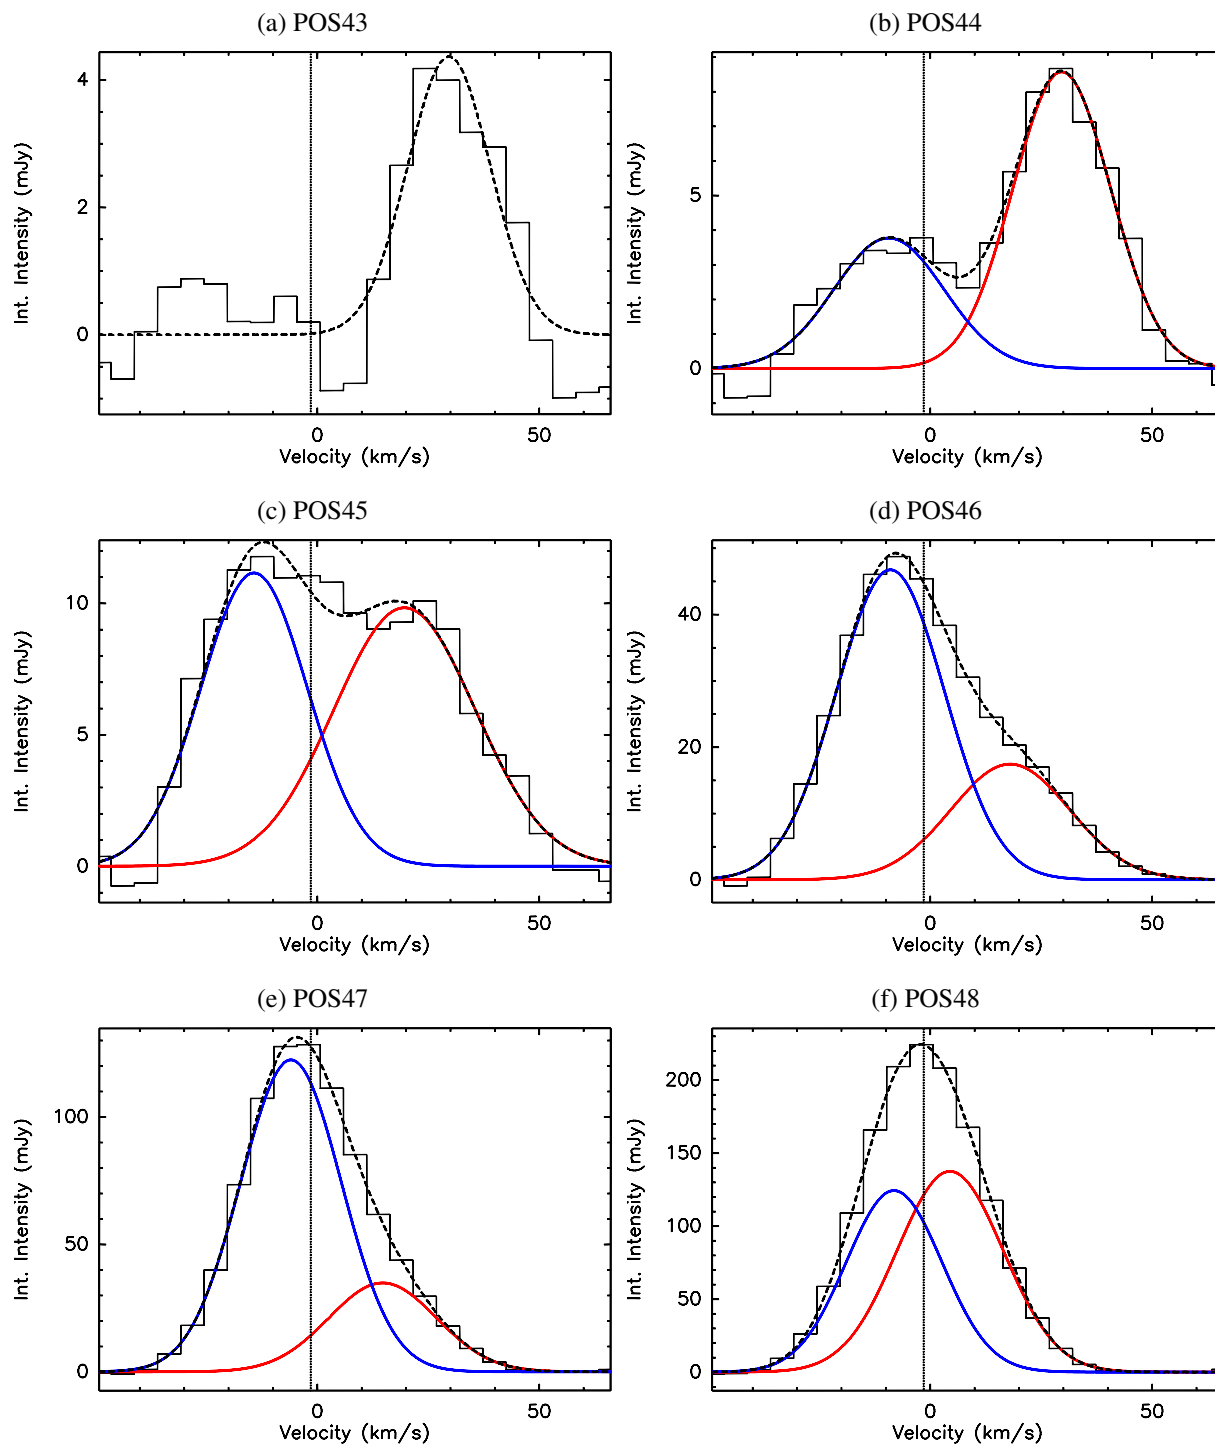 (a) POS43
(b) POS44
4
2
0
Int. Intensity (mJy)
0
50
Velocity (km/s)
5
0
Int. Intensity (mJy)
0
50
Velocity (km/s)
(c) POS45
(d) POS46
10
5
0
Int. Intensity (mJy)
0
50
Velocity (km/s)
40
20
0
Int. Intensity (mJy)
0
50
Velocity (km/s)
(e) POS47
(f) POS48
100
50
0
Int. Intensity (mJy)
0
50
Velocity (km/s)
200
150
100
50
0
Int. Intensity (mJy)
0
50
Velocity (km/s)